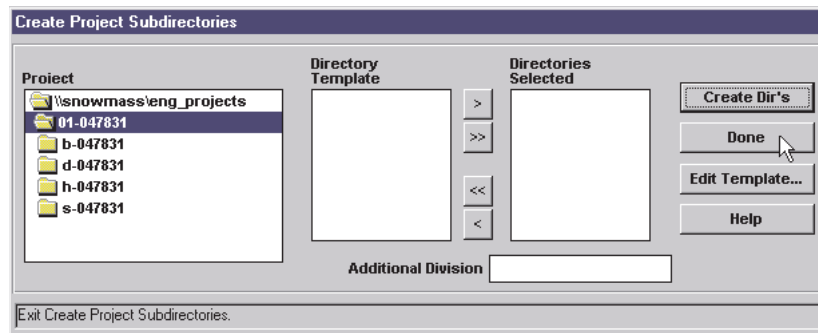 Create Project Subdirectories
Project
\\snowmass\eng_projects
01-047831
b-047831
d-047831
h-047831
s-047831
Directory
Template
>
>>
<<
<
Directories
Selected
Additional Division
Create Dir's
Done
Edit Template...
Help
Exit Create Project Subdirectories.